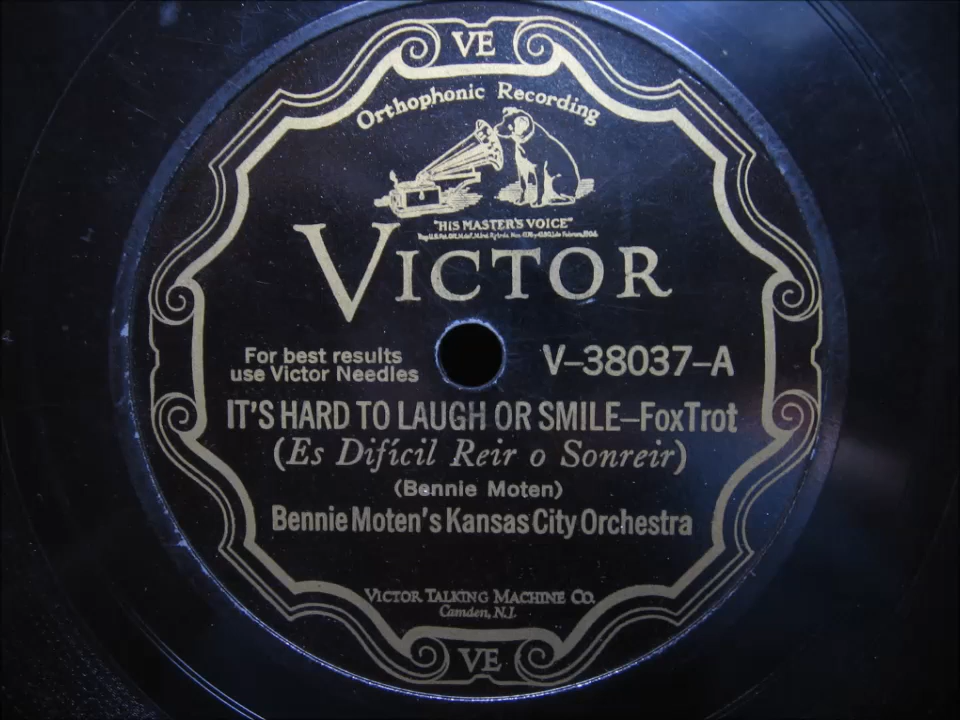 VE
Orthophonic Recording
"HIS MASTER'S VOICE"
VICTOR
For best results
use Victor Needles
V-38037-A
IT'S HARD TO LAUGH OR SMILE-FoxTrot
(Es Difícil Reir o Sonreir)
(Bennie Moten)
Bennie Moten's Kansas City Orchestra
VICTOR TALKING MACHINE CO.
Camden, N.J.
VE